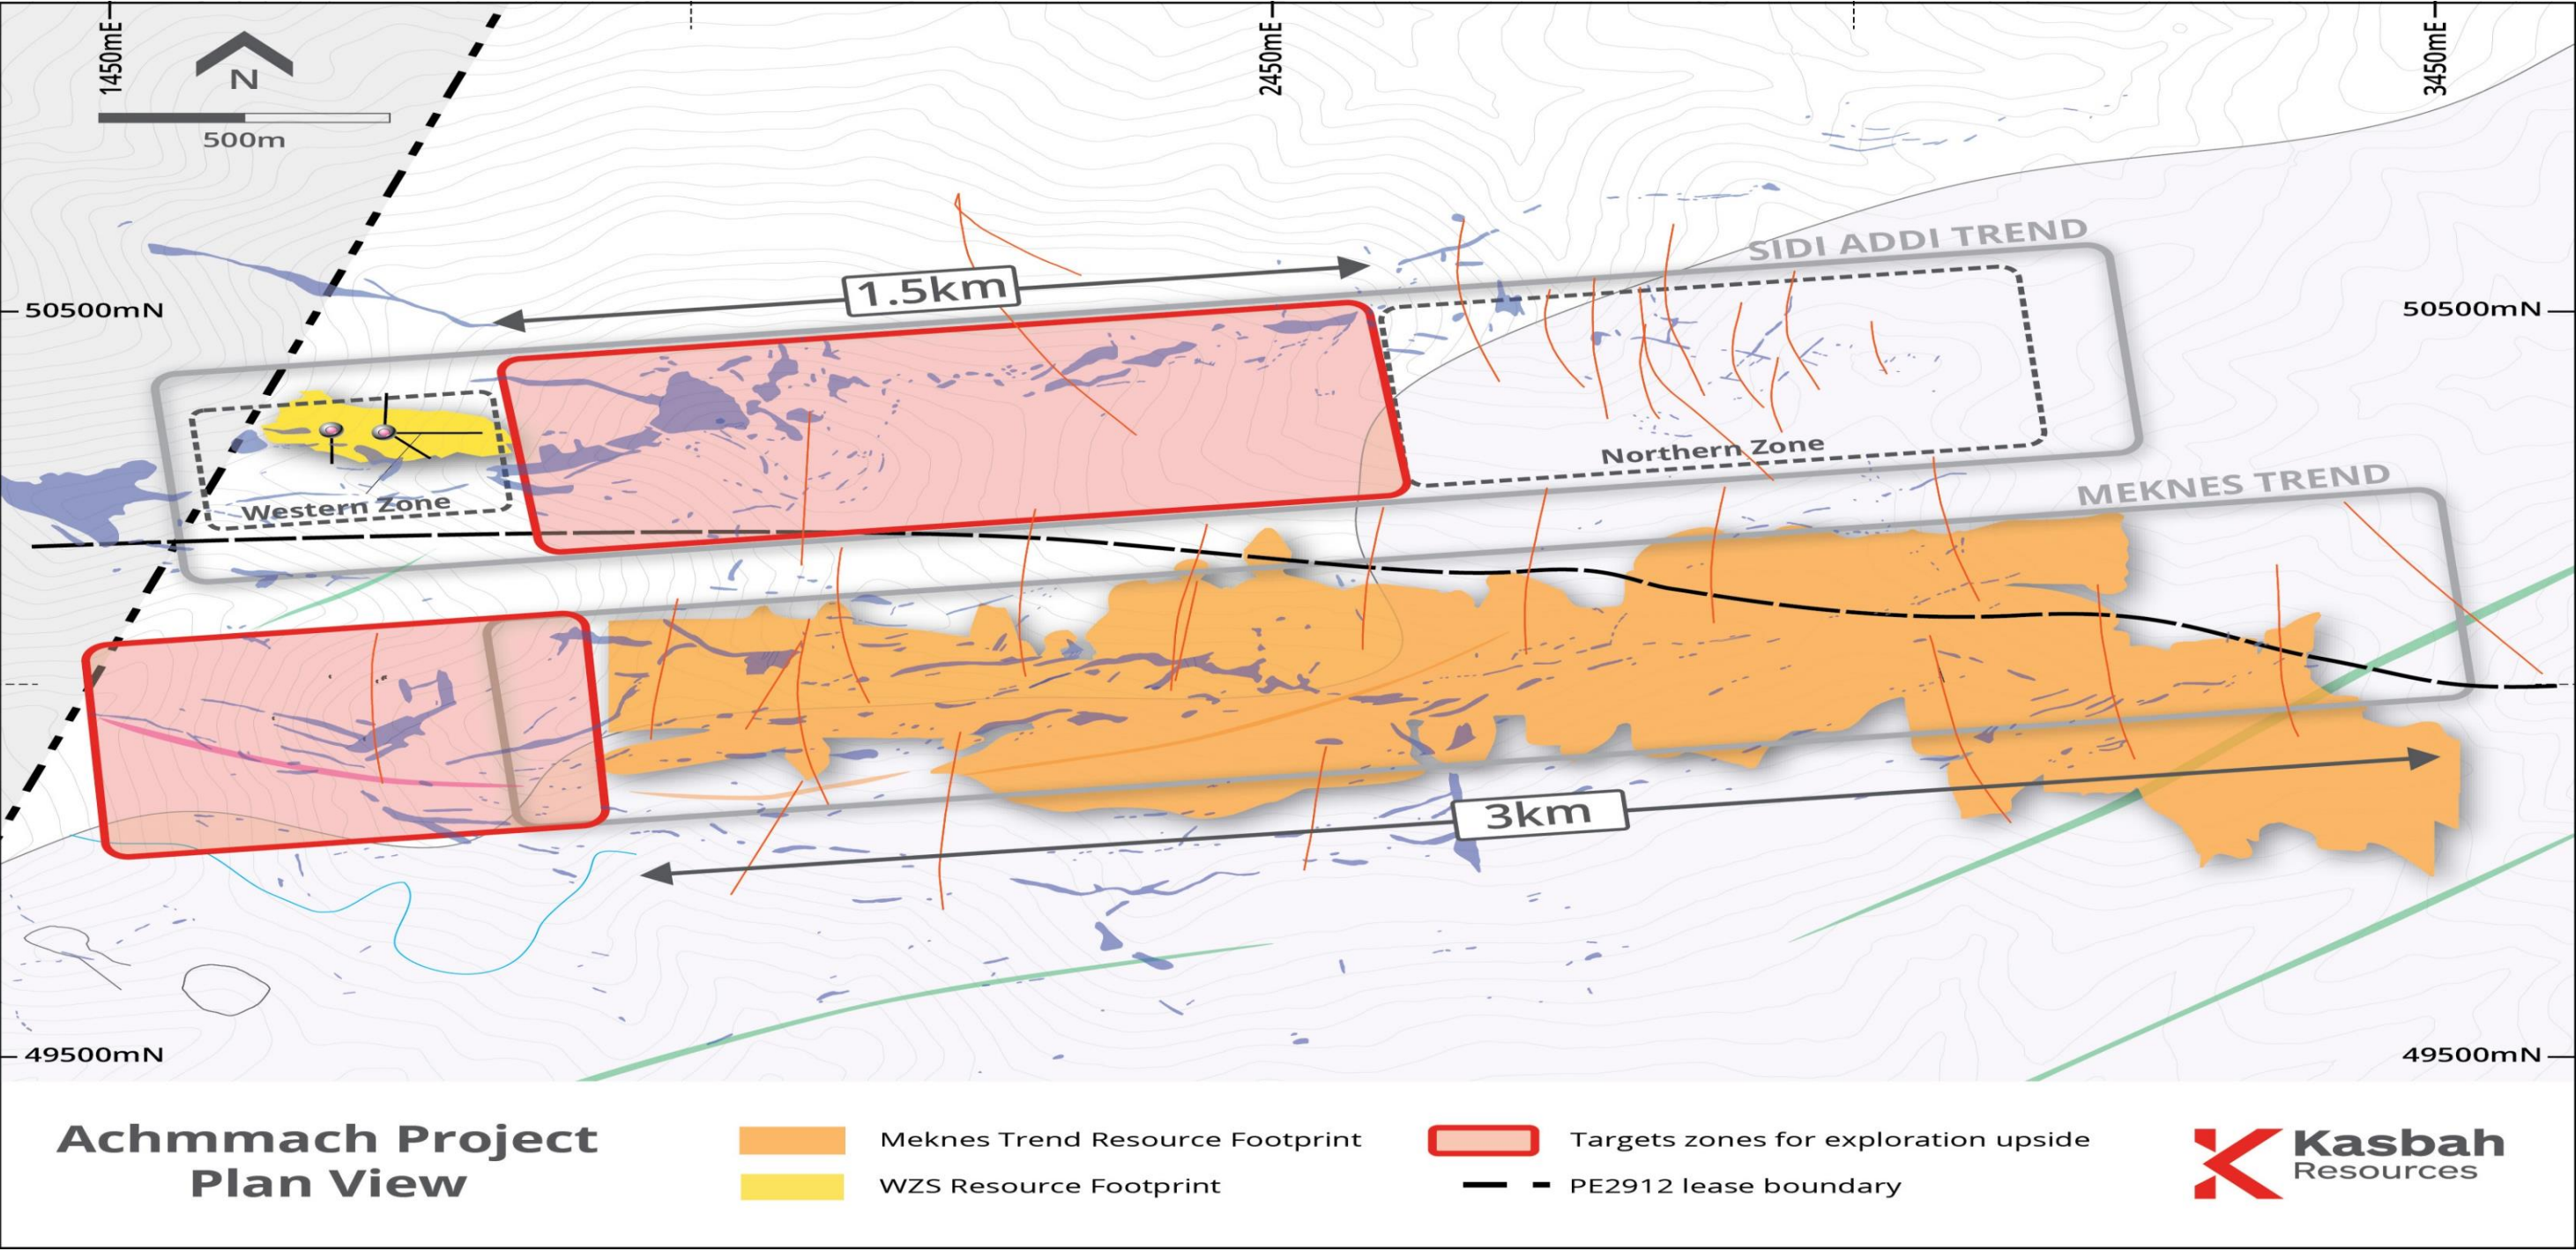 1450mE
2450mE
3450mE
N
500m
SIDI ADDI TREND
1.5km
50500mN
50500mN
Northern Zone
Western Zone
MEKNES TREND
3km
49500mN
49500mN
Achmmach Project
Plan View
Meknes Trend Resource Footprint
WZS Resource Footprint
Targets zones for exploration upside
PE2912 lease boundary
Kasbah
Resources